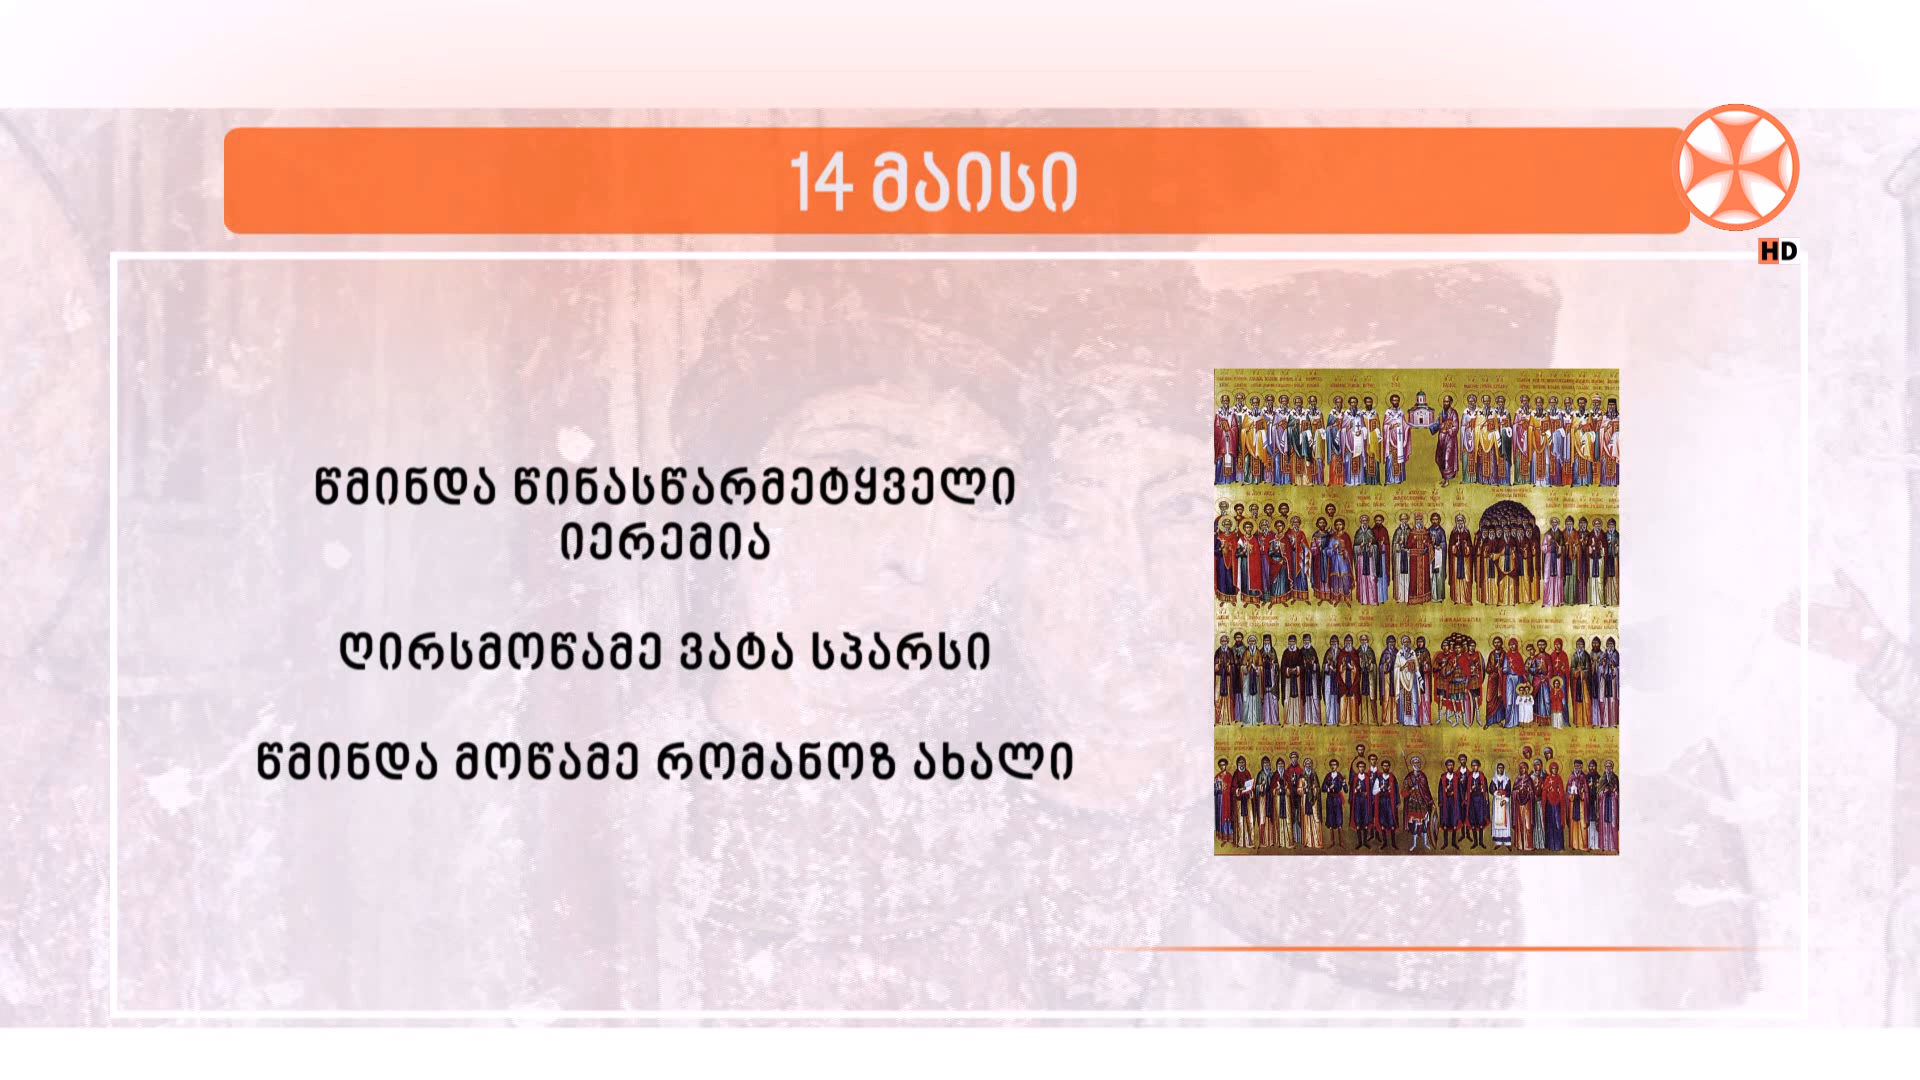 14 მაისი
HD
წმინდა წინასწარმეტყველი
იერემია
ღირსმოწამე ვატა სპარსი
წმინდა მოწამე რომანოზ ახალი